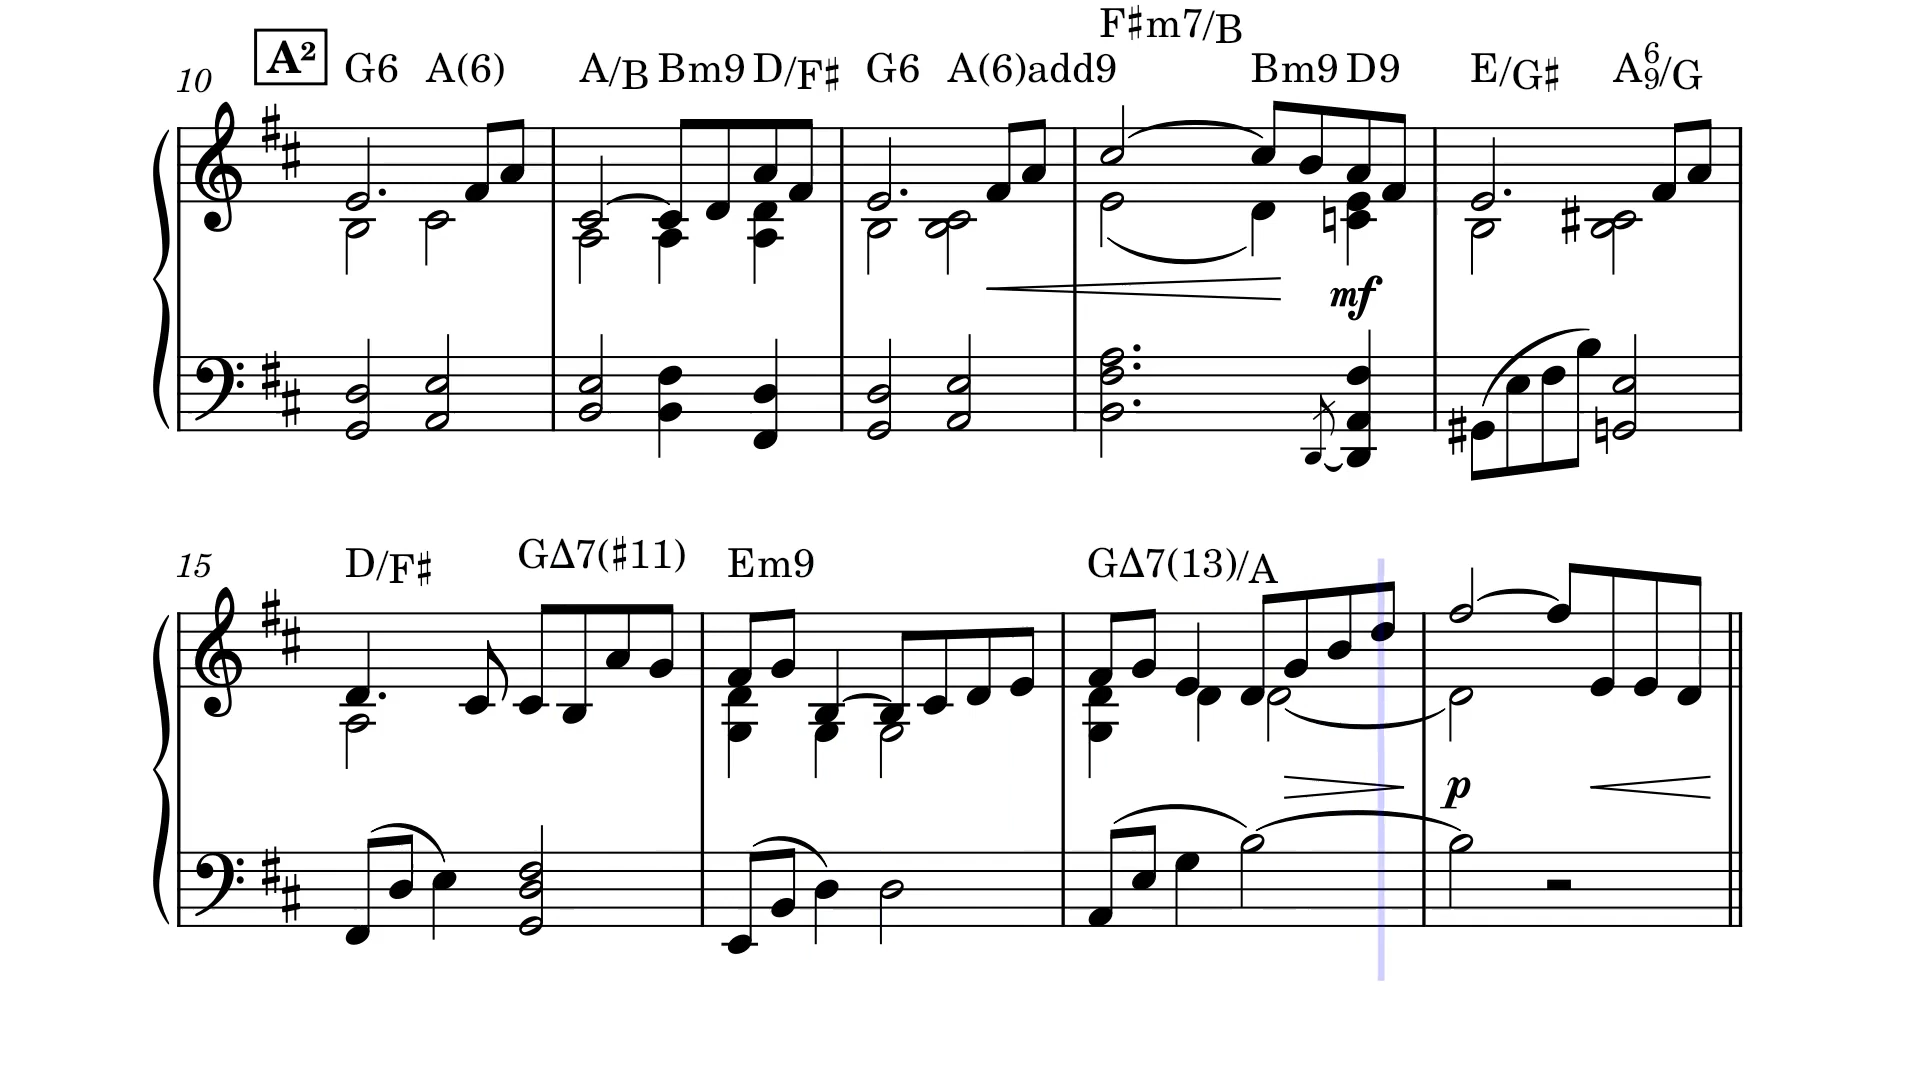 F♯m7/B
10 A² G6 A(6) A/B Bm9 D/F♯ G6 A(6)add9 Bm9 D9 E/G♯ A6/9/G
mf
15 D/F♯ GΔ7(♯11) Em9 GΔ7(13)/A
p